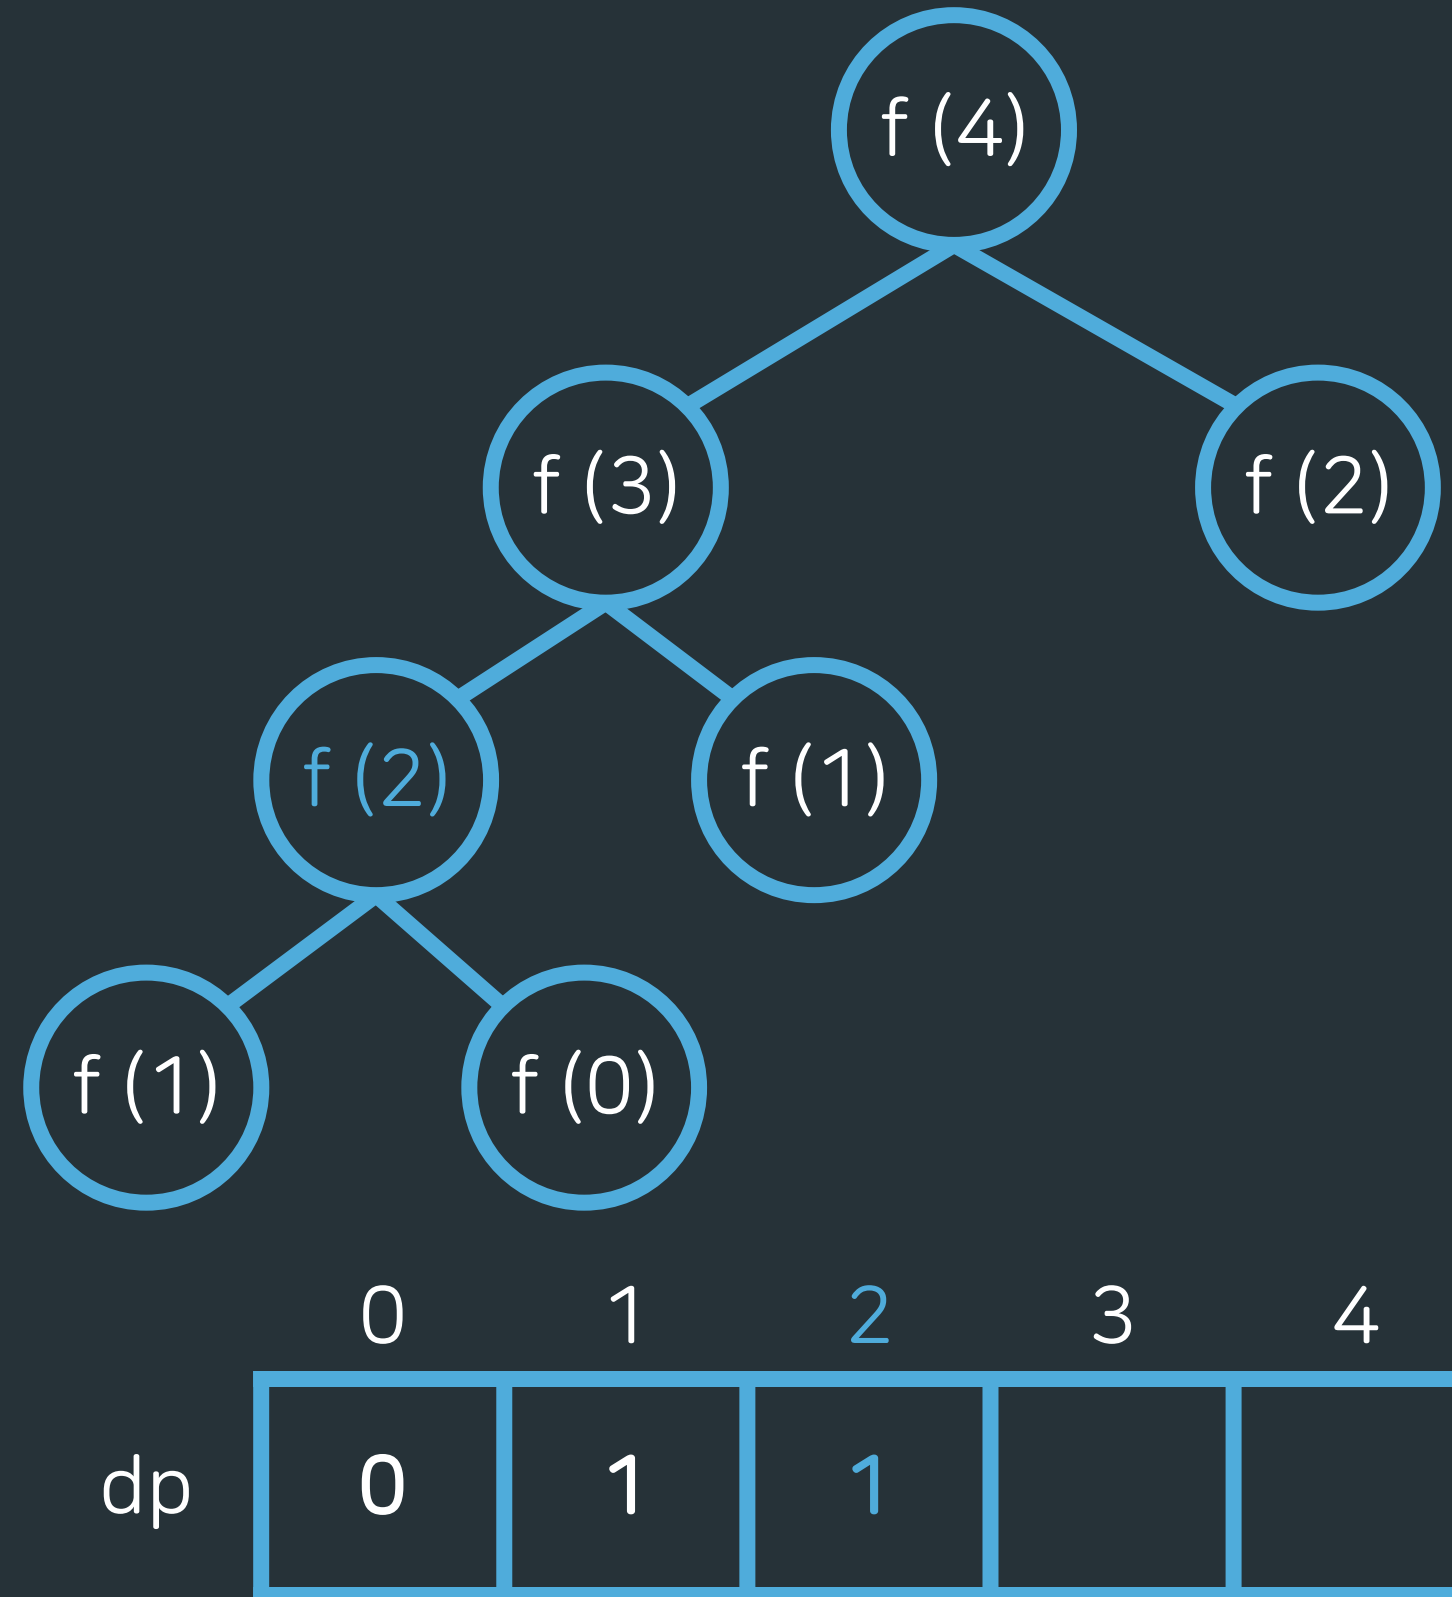 f (4)
f (3) f (2)
f (2) f (1)
f (1) f (0)
0 1 2 3 4
dp 0 1 1